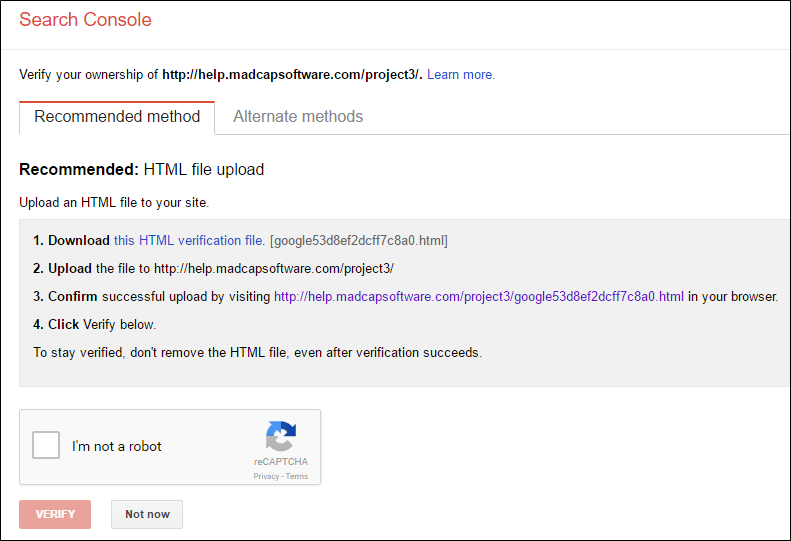 Search Console
Verify your ownership of http://help.madcapsoftware.com/project3/. Learn more.
Recommended method
Alternate methods
Recommended: HTML file upload
Upload an HTML file to your site.
1. Download this HTML verification file. [google53d8ef2dcff7c8a0.html]
2. Upload the file to http://help.madcapsoftware.com/project3/
3. Confirm successful upload by visiting http://help.madcapsoftware.com/project3/google53d8ef2dcff7c8a0.html in your browser.
4. Click Verify below.
To stay verified, don't remove the HTML file, even after verification succeeds.
I'm not a robot
reCAPTCHA
Privacy - Terms
VERIFY
Not now